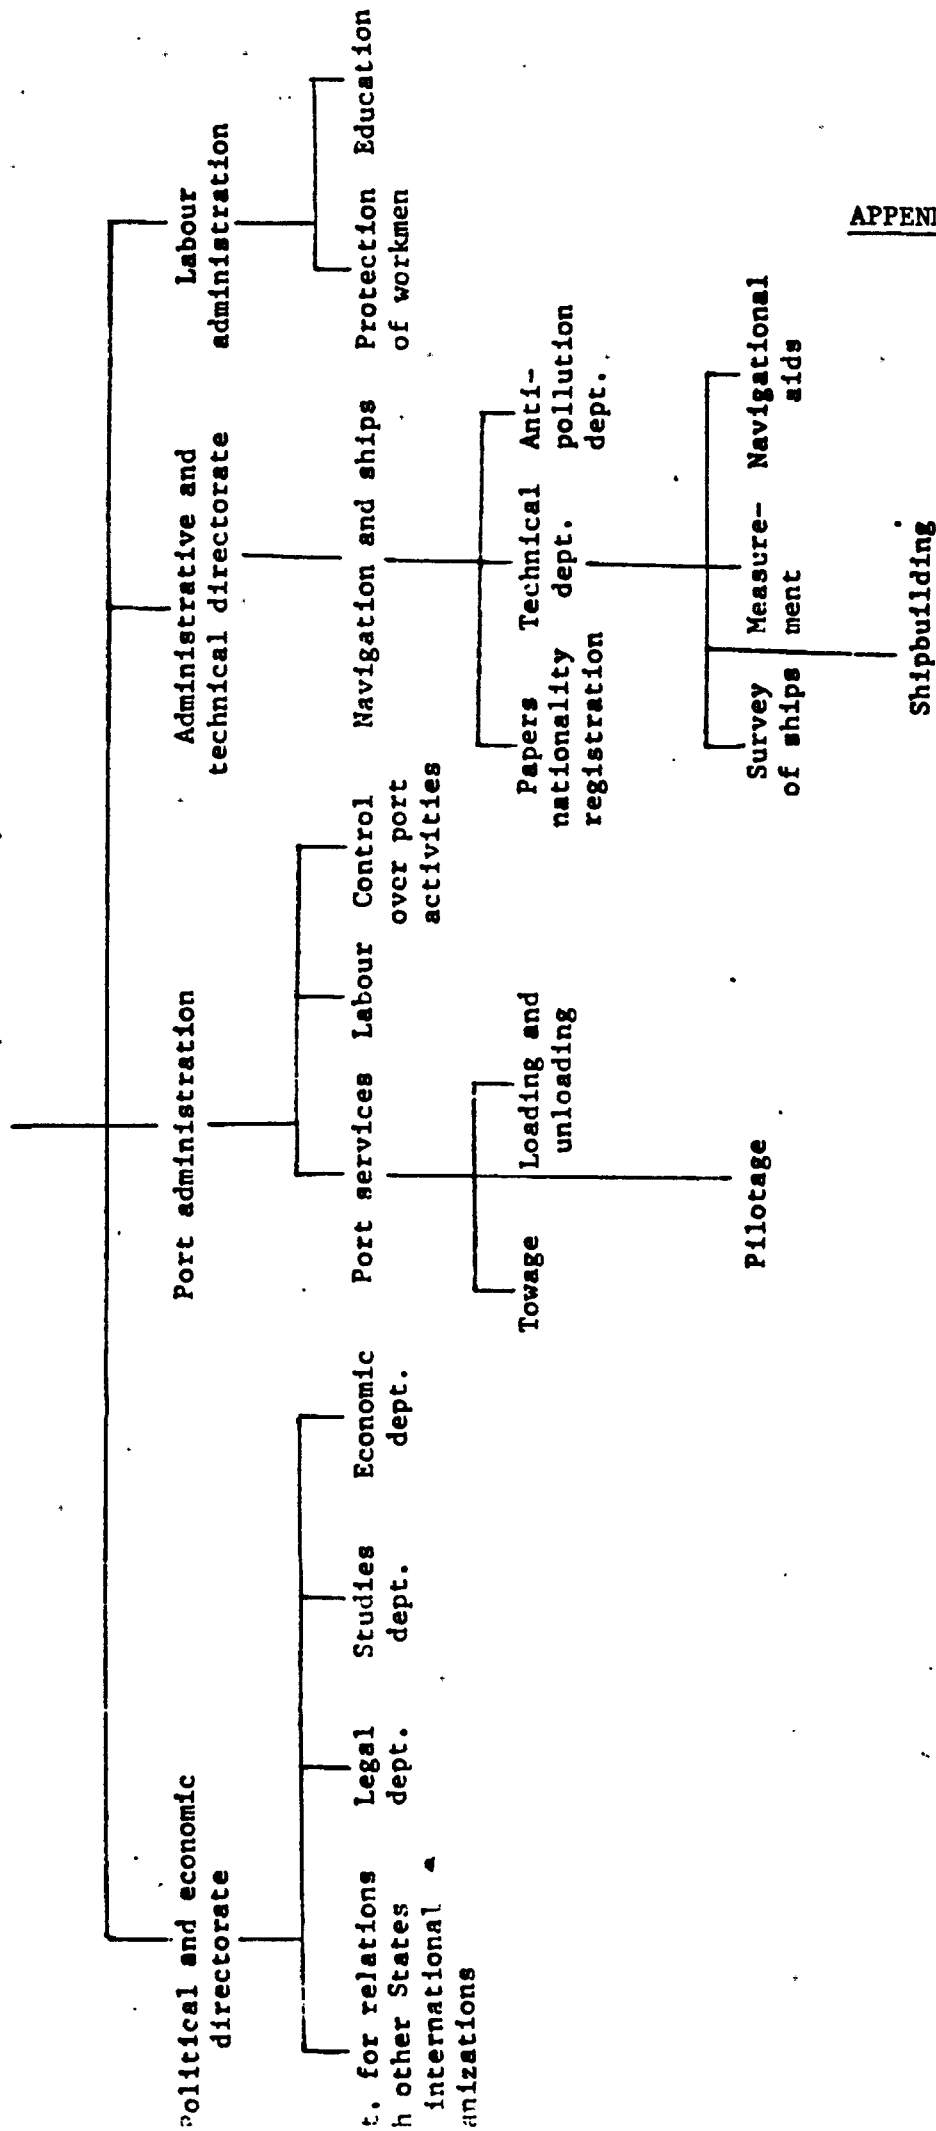 Political and economic
directorate
Port administration
Administrative and
technical directorate
Labour
administration
for relations
other States
international
Legal
dept.
Studies
dept.
Economic
dept.
Port services
Labour
Control
over port
activities
Navigation and ships
Protection
of workmen
Education
Towage
Loading and
unloading
Papers
nationality
registration
Technical
dept.
Anti-
pollution
dept.
Pilotage
Survey
of ships
Measure-
ment
Navigational
aids
Shipbuilding